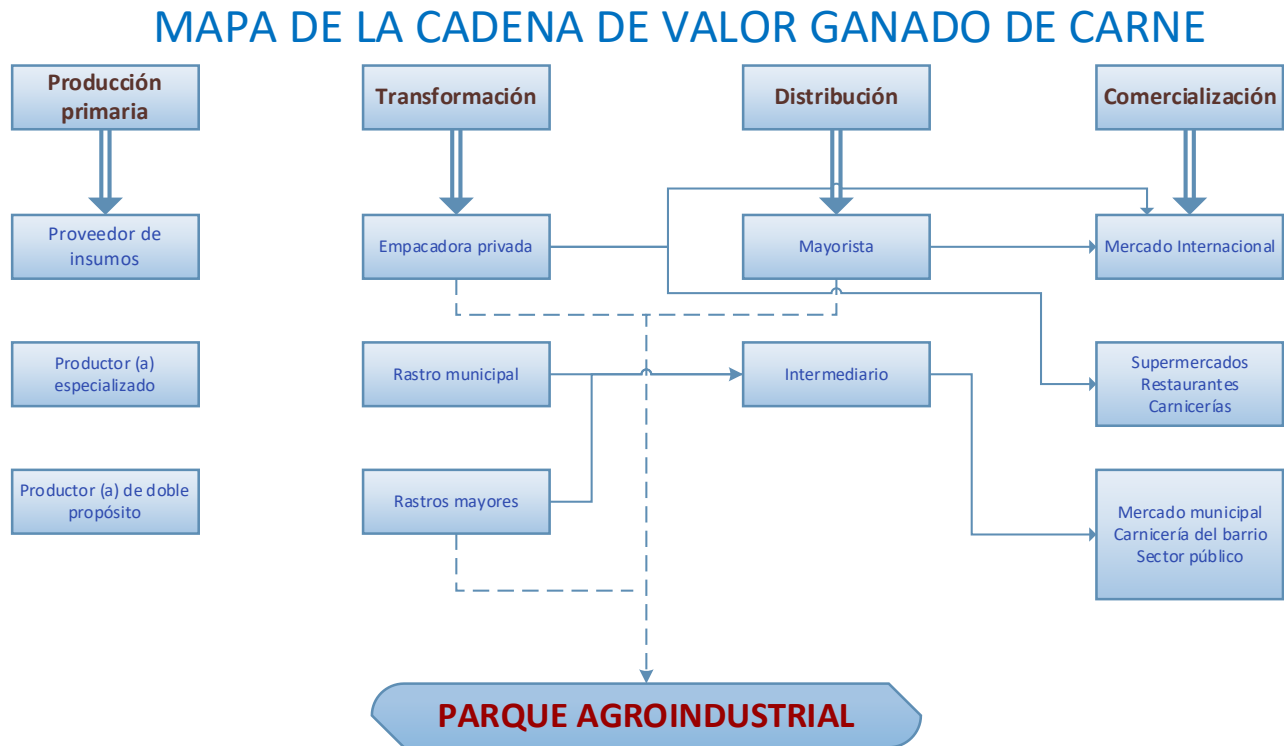 MAPA DE LA CADENA DE VALOR GANADO DE CARNE
Producción
primaria
Transformación
Distribución
Comercialización
Proveedor de
insumos
Empacadora privada
Mayorista
Mercado Internacional
Productor (a)
especializado
Rastro municipal
Intermediario
Supermercados
Restaurantes
Carnicerías
Productor (a) de doble
propósito
Rastros mayores
Mercado municipal
Carnicería del barrio
Sector público
PARQUE AGROINDUSTRIAL